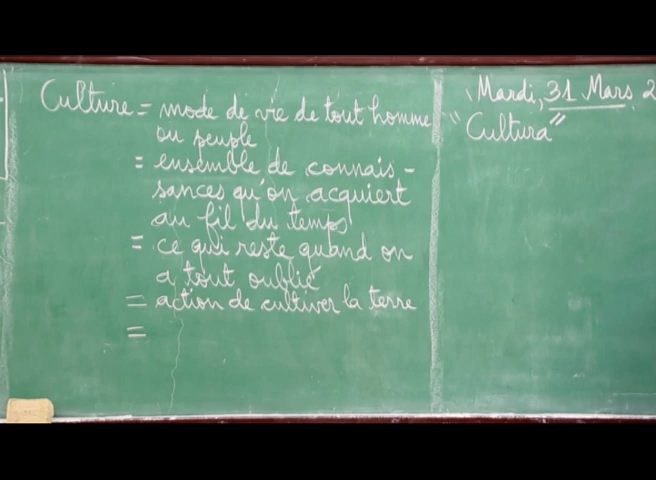 Culture = mode de vie de tout homme
ou peuple
= ensemble de connais-
sances qu'on acquiert
au fil du temps
= ce qui reste quand on
a tout oublié
= action de cultiver la terre
=
Mardi, 31 Mars 2
"Cultura"